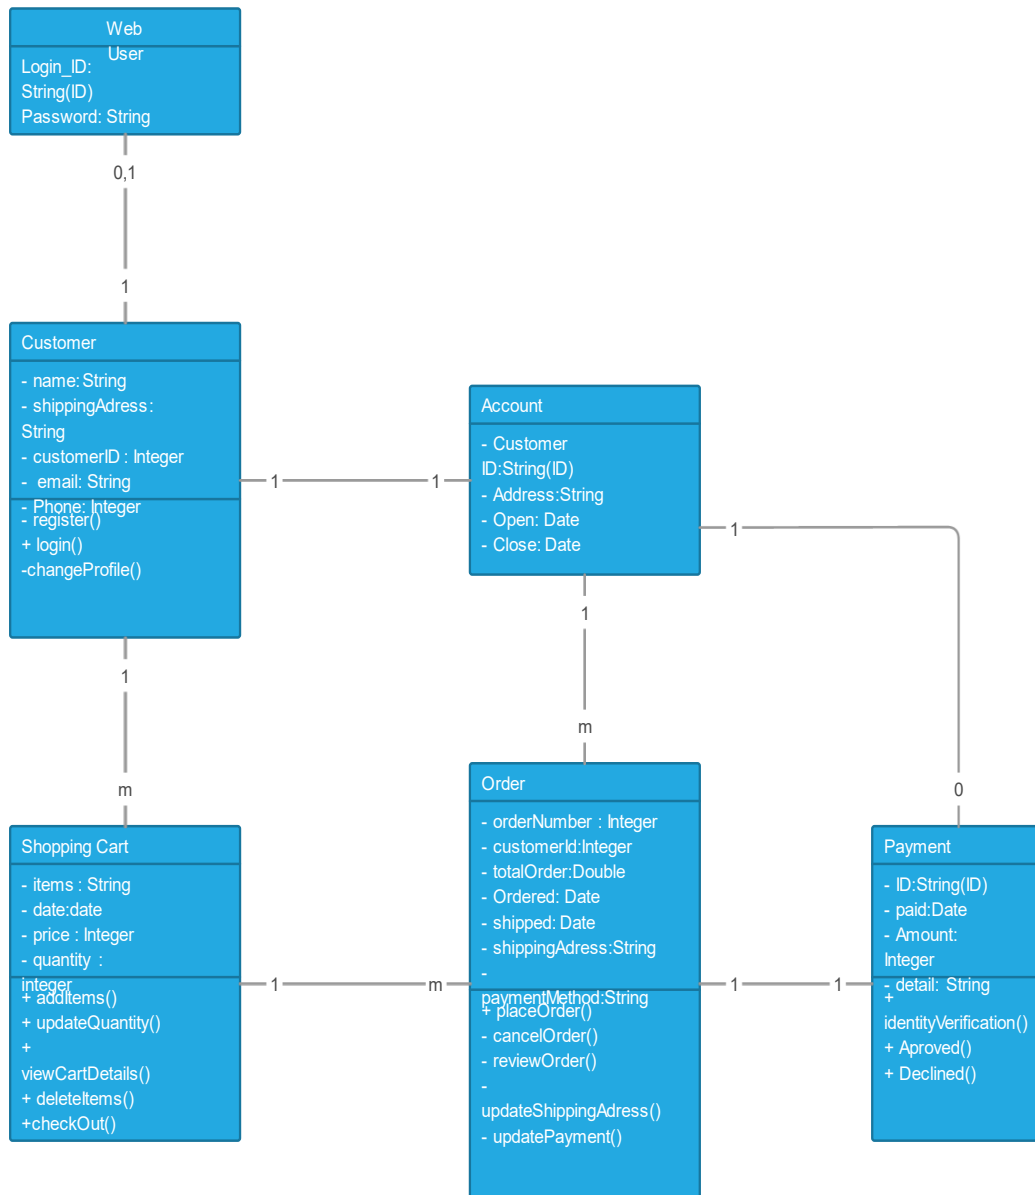 Web
User
Login_ID:
String(ID)
Password: String
0,1
1
Customer
- name: String
- shippingAdress:
String
- customerID : Integer
- email: String
- Phone: Integer
- register()
+ login()
-changeProfile()
1
1
Account
- Customer
ID:String(ID)
- Address:String
- Open: Date
- Close: Date
1
0
1
m
1
m
Shopping Cart
- items : String
- date:date
- price : Integer
- quantity :
integer
+ addItems()
+ updateQuantity()
+
viewCartDetails()
+ deleteItems()
+checkOut()
1
m
Order
- orderNumber : Integer
- customerId:Integer
- totalOrder:Double
- Ordered: Date
- shipped: Date
- shippingAdress:String
-
paymentMethod:String
+ placeOrder()
- cancelOrder()
- reviewOrder()
-
updateShippingAdress()
- updatePayment()
1
1
Payment
- ID:String(ID)
- paid:Date
- Amount:
Integer
- detail: String
+
identityVerification()
+ Aproved()
+ Declined()